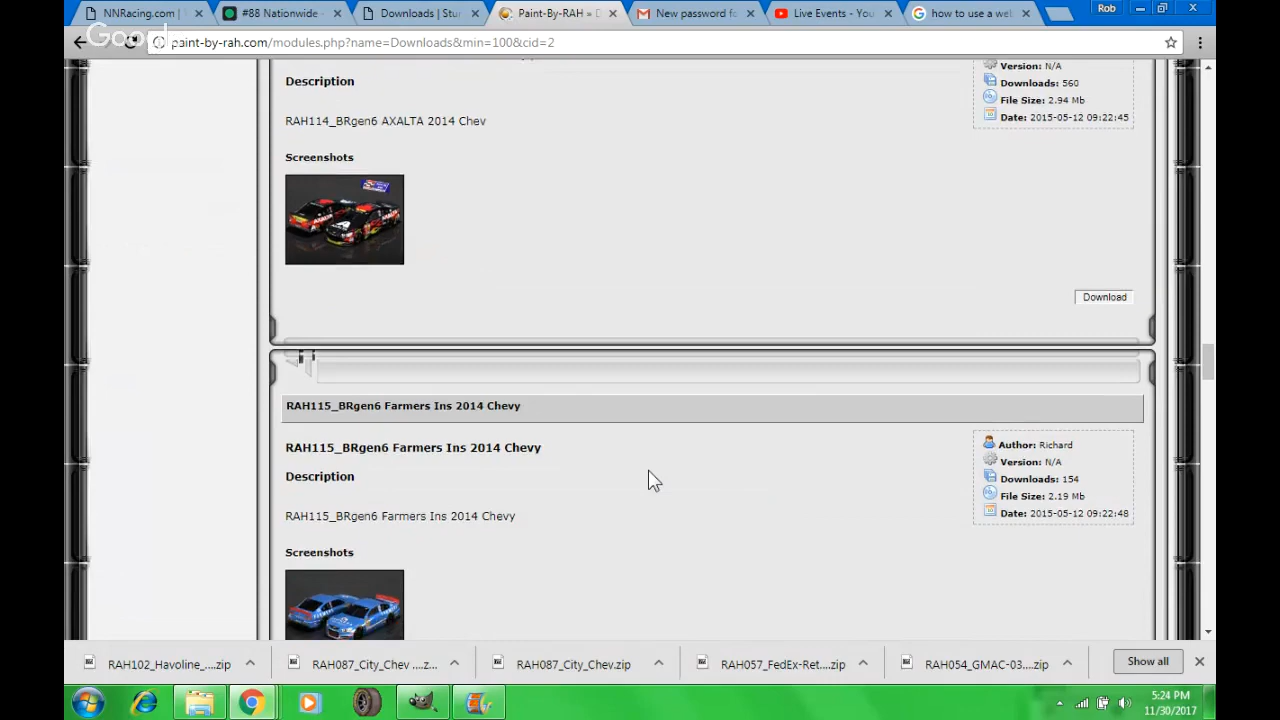 NNRacing.com |
#88 Nationwide
Downloads | Stu
Paint-By-RAH » D
New password fo
Live Events - You
how to use a web
Rob
Good
paint-by-rah.com/modules.php?name=Downloads&min=100&cid=2
Version: N/A
Description
Downloads: 560
File Size: 2.94 Mb
RAH114_BRgen6 AXALTA 2014 Chev
Date: 2015-05-12 09:22:45
Screenshots
Download
RAH115_BRgen6 Farmers Ins 2014 Chevy
RAH115_BRgen6 Farmers Ins 2014 Chevy
Author: Richard
Version: N/A
Description
Downloads: 154
File Size: 2.19 Mb
RAH115_BRgen6 Farmers Ins 2014 Chevy
Date: 2015-05-12 09:22:48
Screenshots
RAH102_Havoline_....zip
RAH087_City_Chev ....z...
RAH087_City_Chev.zip
RAH057_FedEx-Ret....zip
RAH054_GMAC-03....zip
Show all
5:24 PM
11/30/2017